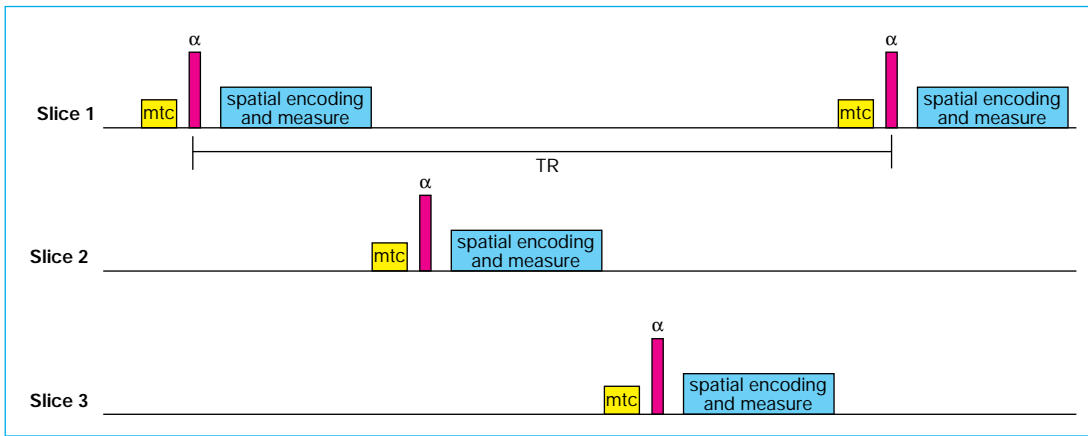 α
α
mtc
spatial encoding
and measure
mtc
spatial encoding
and measure
Slice 1
TR
α
mtc
spatial encoding
and measure
Slice 2
α
mtc
spatial encoding
and measure
Slice 3